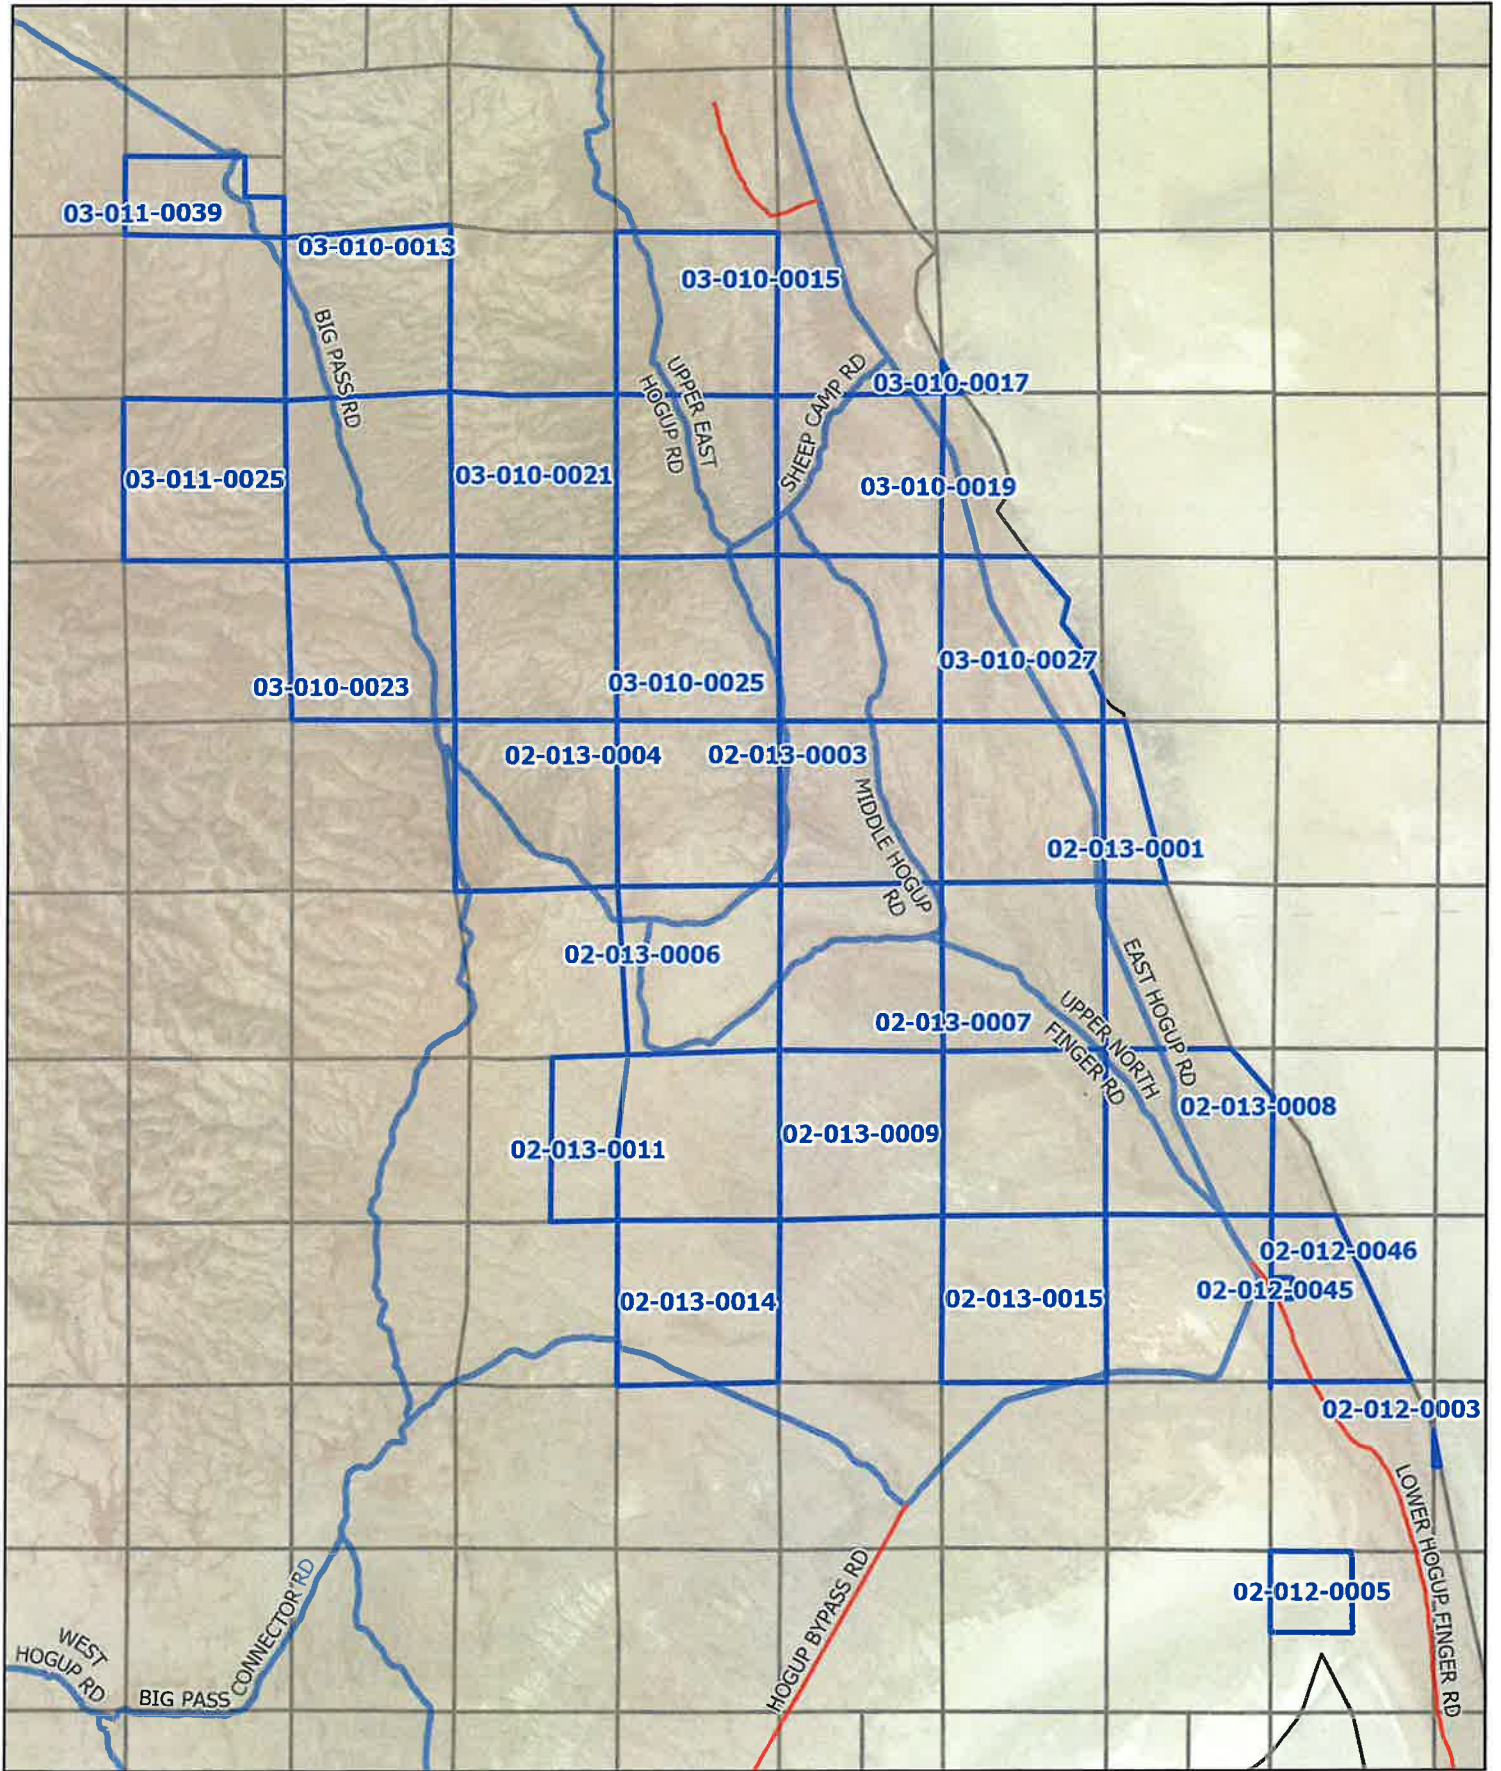 03-011-0039
03-010-0013
03-010-0015
BIG PASS RD
UPPER EAST
HOGUP RD
SHEEP CAMP RD
03-010-0017
03-011-0025
03-010-0021
03-010-0019
03-010-0023
03-010-0025
03-010-0027
02-013-0004
02-013-0003
MIDDLE HOGUP
RD
02-013-0001
02-013-0006
EAST HOGUP RD
02-013-0007
UPPER NORTH
FINGER RD
02-013-0008
02-013-0011
02-013-0009
02-012-0046
02-012-0045
02-013-0014
02-013-0015
02-012-0003
LOWER HOGUP FINGER RD
HOGUP BYPASS RD
02-012-0005
WEST
HOGUP RD
BIG PASS CONNECTOR RD